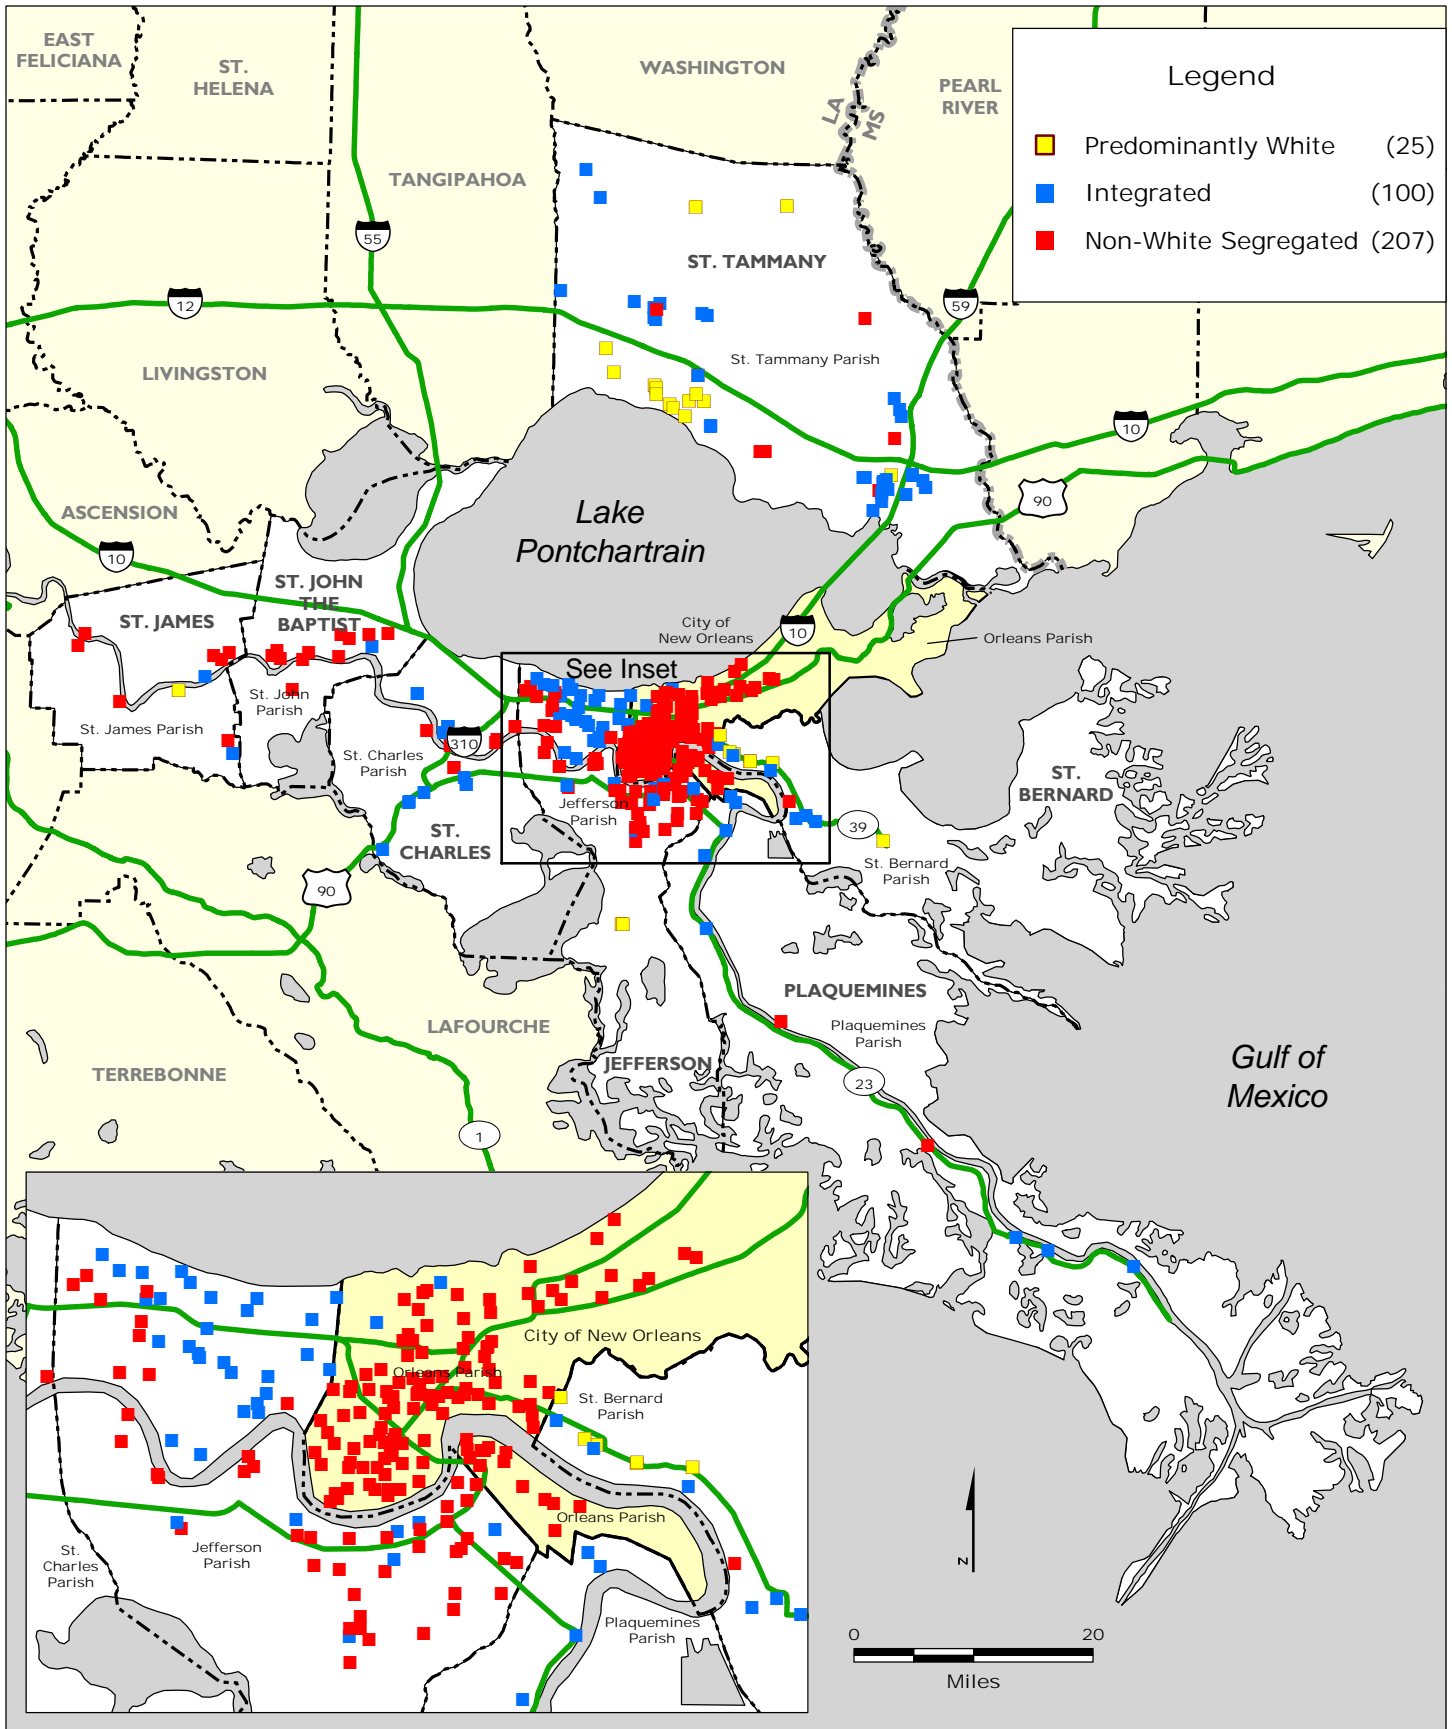 EAST
FELICIANA
ST.
HELENA
WASHINGTON
PEARL
RIVER
LA
MS
Legend
Predominantly White (25)
Integrated (100)
Non-White Segregated (207)
TANGIPAHOA
55
ST. TAMMANY
12
59
St. Tammany Parish
LIVINGSTON
10
90
ASCENSION
Lake
Pontchartrain
10
ST. JOHN
THE
BAPTIST
ST. JAMES
City of
New Orleans
10
Orleans Parish
See Inset
St. John
Parish
St. James Parish
310
St. Charles
Parish
ST.
BERNARD
Jefferson
Parish
39
ST.
CHARLES
St. Bernard
Parish
90
PLAQUEMINES
LAFOURCHE
Plaquemines
Parish
JEFFERSON
Gulf of
Mexico
TERREBONNE
23
1
City of New Orleans
Orleans Parish
St. Bernard
Parish
Orleans Parish
Jefferson
Parish
St.
Charles
Parish
Plaquemines
Parish
N
0 20
Miles